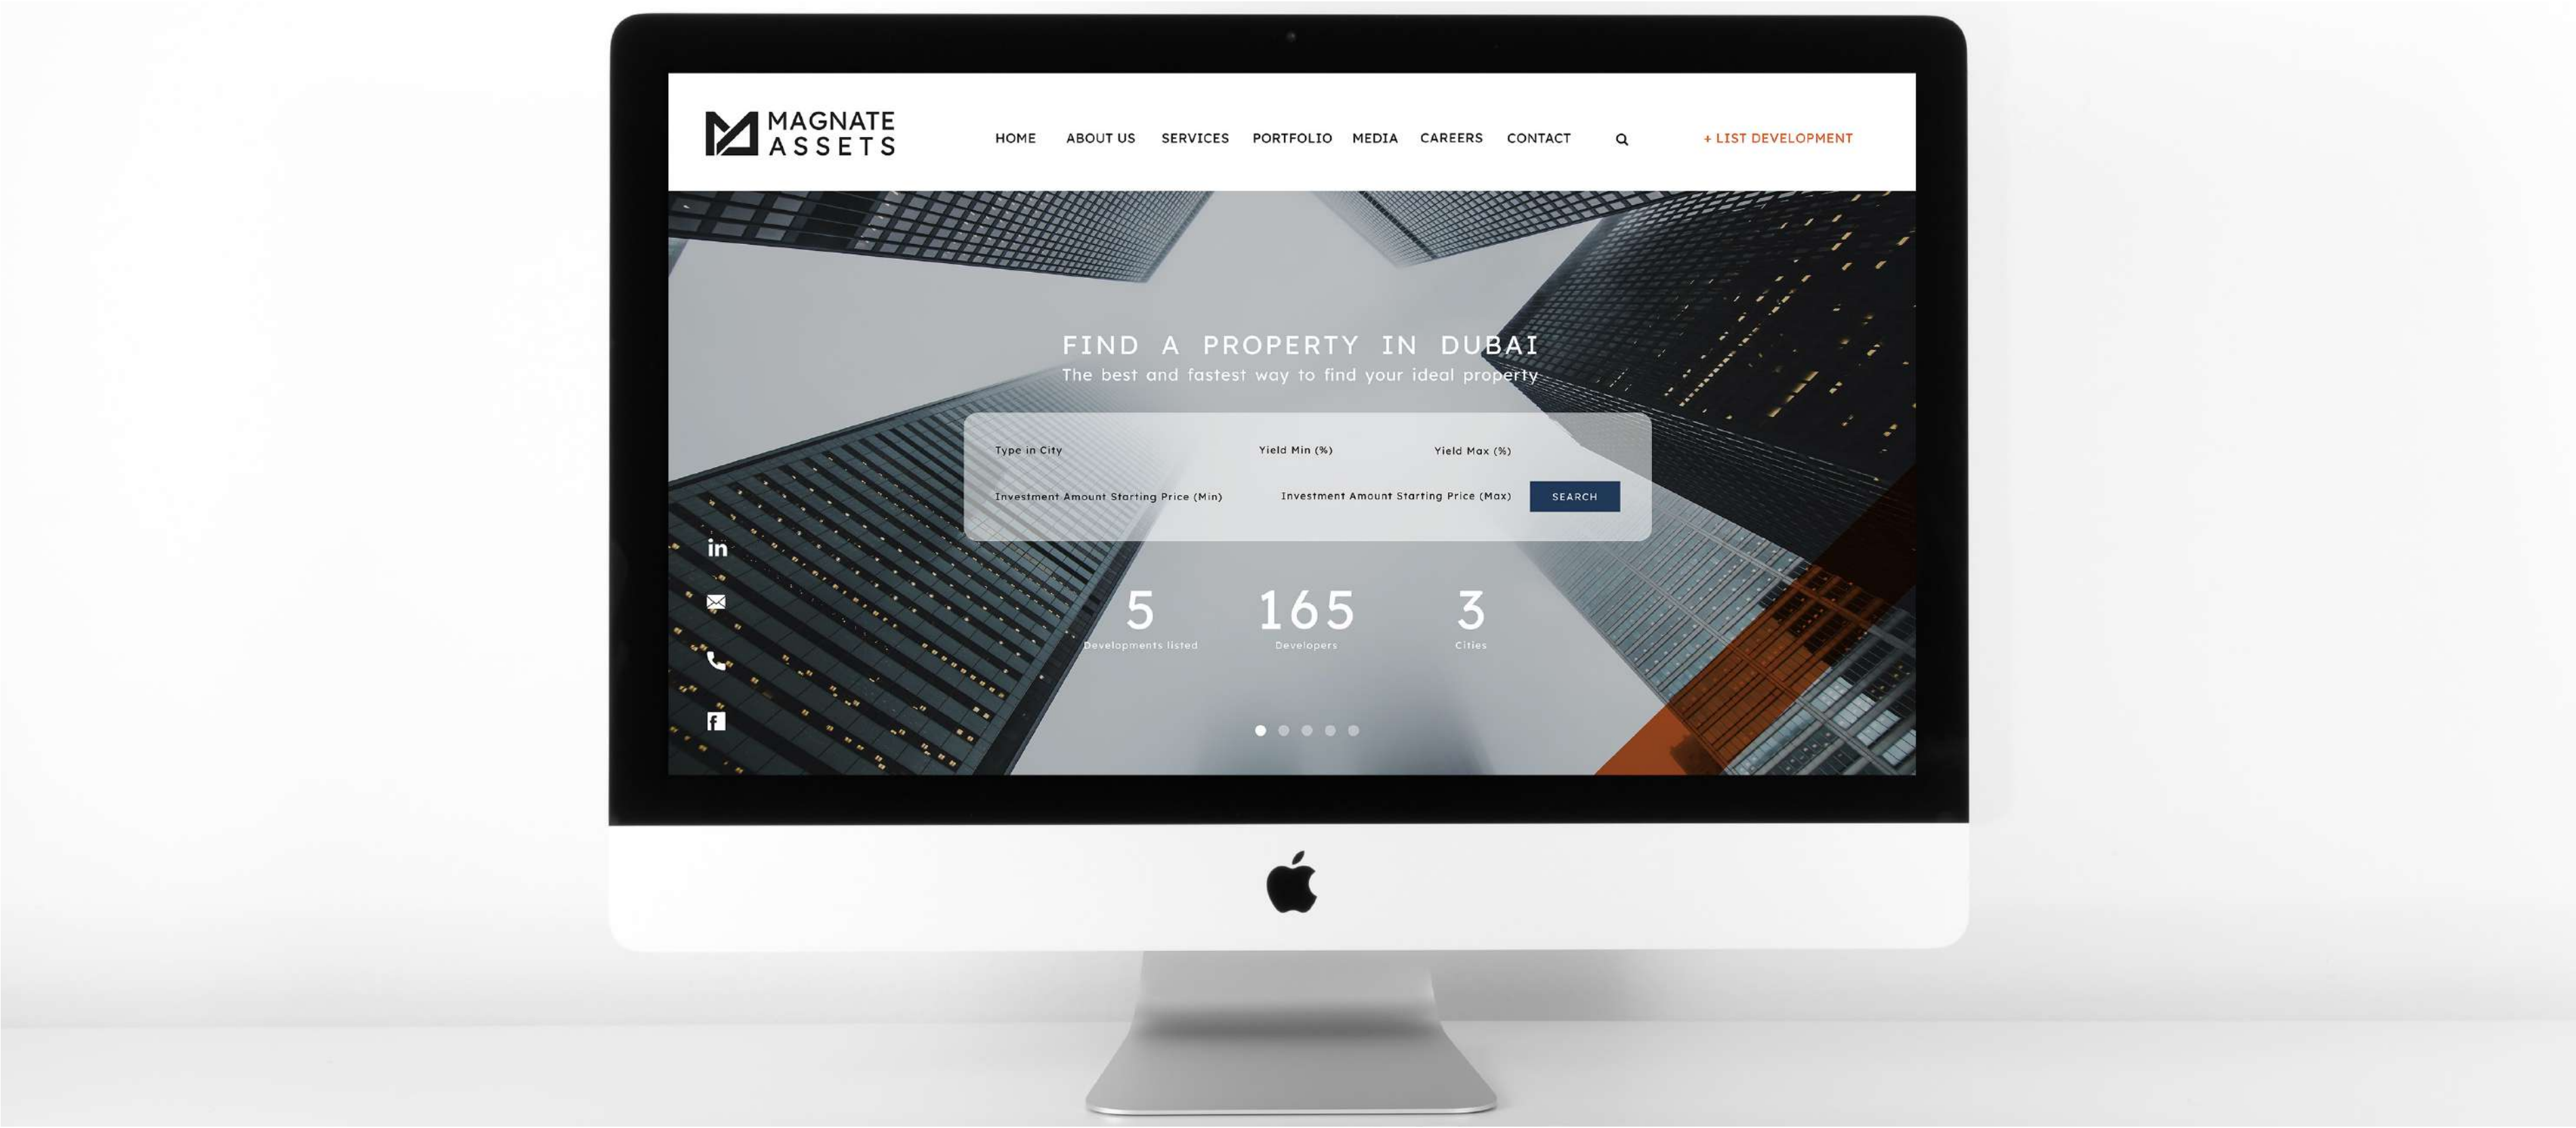 MAGNATE
ASSETS
HOME ABOUT US SERVICES PORTFOLIO MEDIA CAREERS CONTACT + LIST DEVELOPMENT
FIND A PROPERTY IN DUBAI
The best and fastest way to find your ideal property
Type in City Yield Min (%) Yield Max (%)
Investment Amount Starting Price (Min) Investment Amount Starting Price (Max) SEARCH
in
5 165 3
Developments listed Developers Cities
f